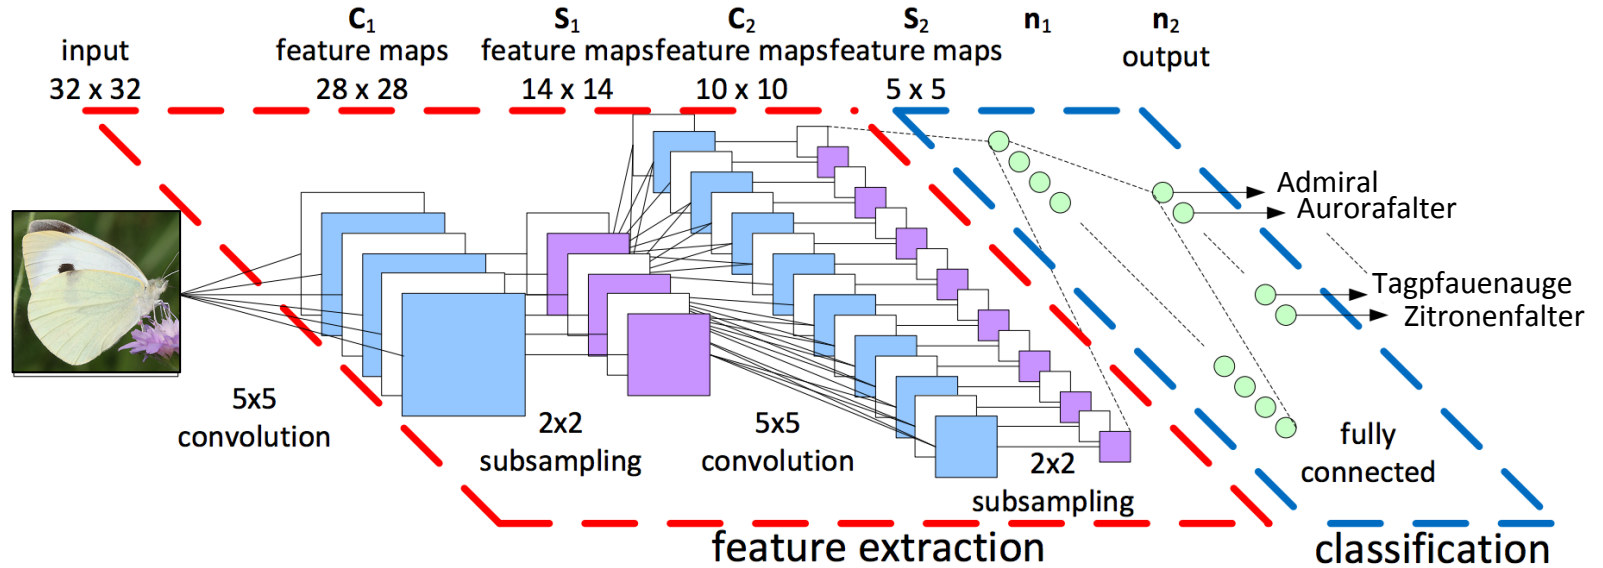 input
32 x 32
C1
feature maps
28 x 28
S1
feature maps
14 x 14
C2
feature maps
10 x 10
S2
feature maps
5 x 5
n1
n2
output
Admiral
Aurorafalter
Tagpfauenauge
Zitronenfalter
5x5
convolution
2x2
subsampling
5x5
convolution
2x2
subsampling
fully
connected
feature extraction
classification